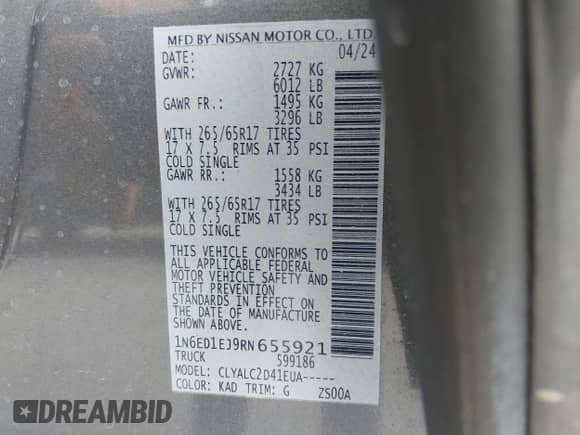 MFD BY NISSAN MOTOR CO., LTD.
DATE: 04/24
GVWR: 2727 KG
6012 LB
GAWR FR.: 1495 KG
3296 LB
WITH 265/65R17 TIRES
17 X 7.5 RIMS AT 35 PSI
COLD SINGLE
GAWR RR.: 1558 KG
3434 LB
WITH 265/65R17 TIRES
17 X 7.5 RIMS AT 35 PSI
COLD SINGLE
THIS VEHICLE CONFORMS TO
ALL APPLICABLE FEDERAL
MOTOR VEHICLE SAFETY AND
THEFT PREVENTION
STANDARDS IN EFFECT ON
THE DATE OF MANUFACTURE
SHOWN ABOVE.
1N6ED1EJ9RN655921
TRUCK 599186
MODEL: CLYALC2D41EUA-----
COLOR: KAD TRIM: G ZS00A
DREAMBID